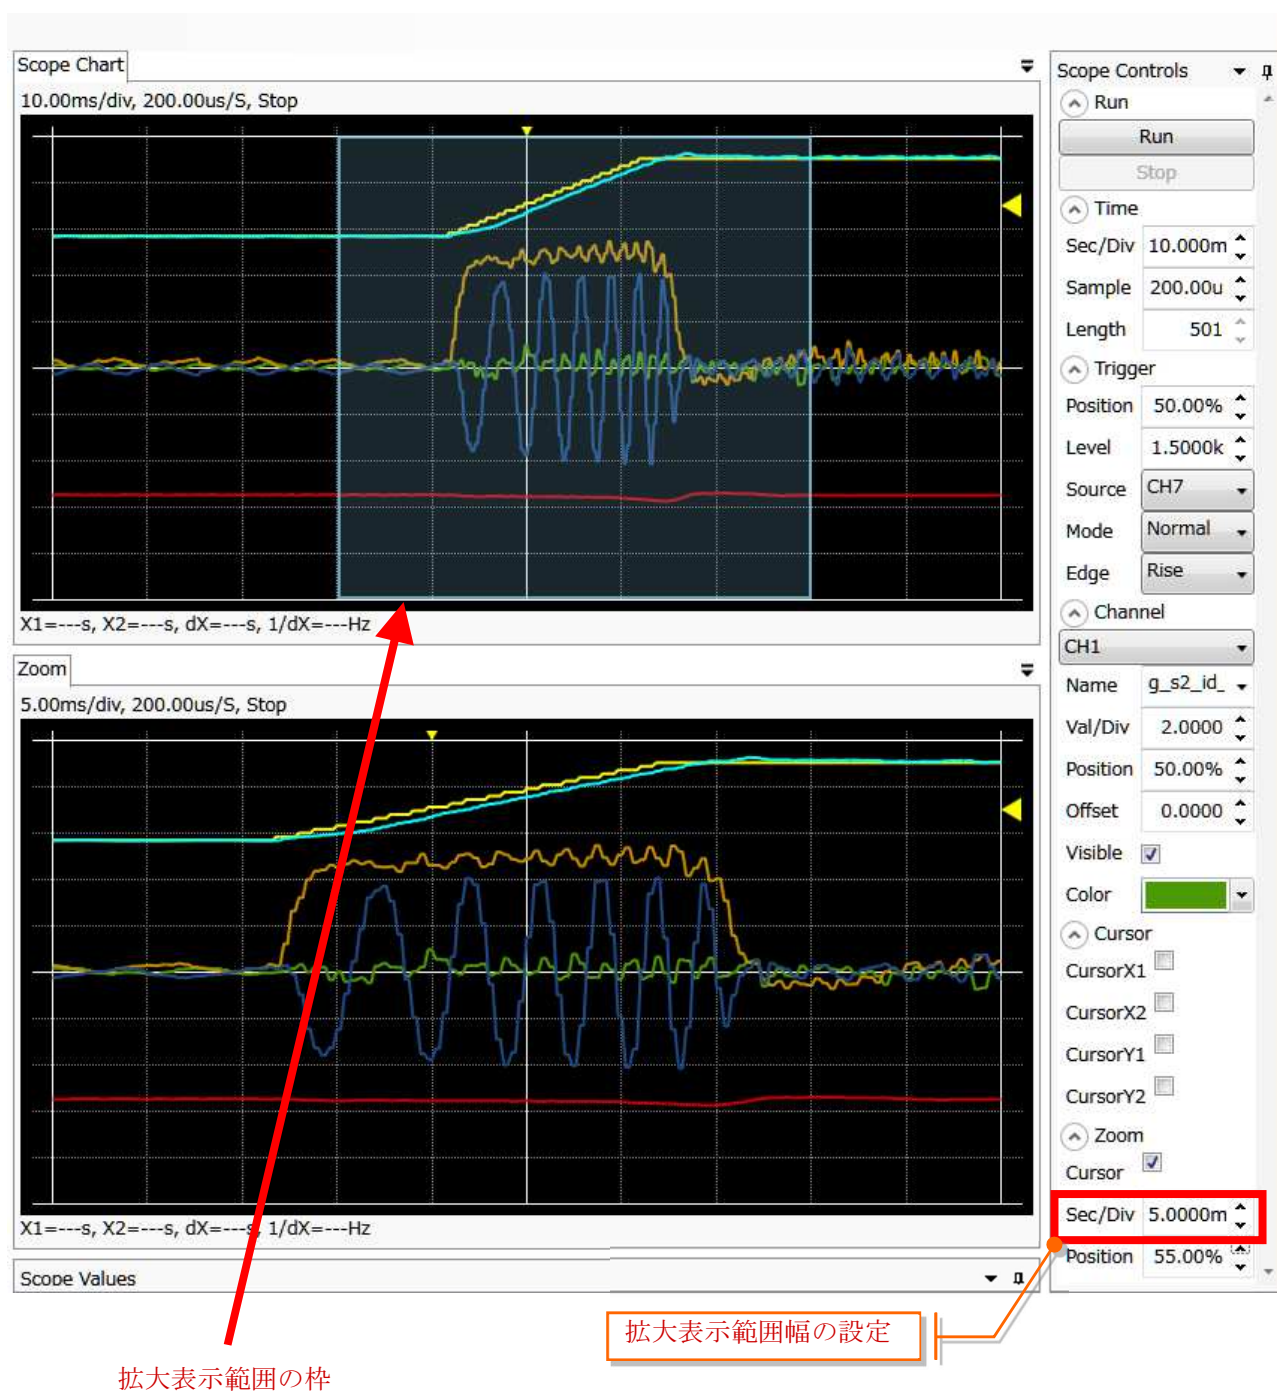 Scope Chart
10.00ms/div, 200.00us/S, Stop
X1=---s, X2=---s, dX=---s, 1/dX=---Hz
Zoom
5.00ms/div, 200.00us/S, Stop
X1=---s, X2=---s, dX=---s, 1/dX=---Hz
Scope Values
Scope Controls
Run
Run
Stop
Time
Sec/Div 10.000m
Sample 200.00u
Length 501
Trigger
Position 50.00%
Level 1.5000k
Source CH7
Mode Normal
Edge Rise
Channel
CH1
Name g_s2_id_
Val/Div 2.0000
Position 50.00%
Offset 0.0000
Visible
Color
Cursor
CursorX1
CursorX2
CursorY1
CursorY2
Zoom
Cursor
Sec/Div 5.0000m
Position 55.00%
拡大表示範囲幅の設定
拡大表示範囲の枠